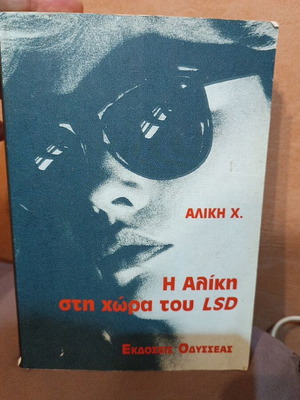 ΑΛΙΚΗ Χ.
Η Αλίκη
στη χώρα του LSD
ΕΚΔΟΣΕΙΣ ΟΔΥΣΣΕΑΣ